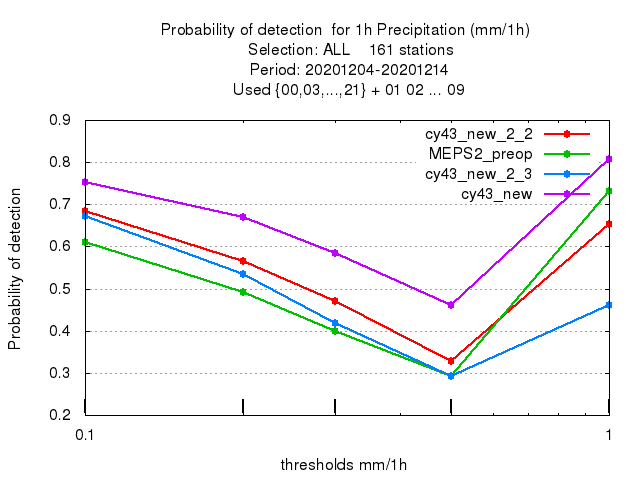 Probability of detection  for 1h Precipitation (mm/1h)
Selection: ALL    161 stations
Period: 20201204-20201214
Used {00,03,...,21} + 01 02 ... 09
cy43_new_2_2
MEPS2_preop
cy43_new_2_3
cy43_new
Probability of detection
0.9
0.8
0.7
0.6
0.5
0.4
0.3
0.2
0.1
1
thresholds mm/1h